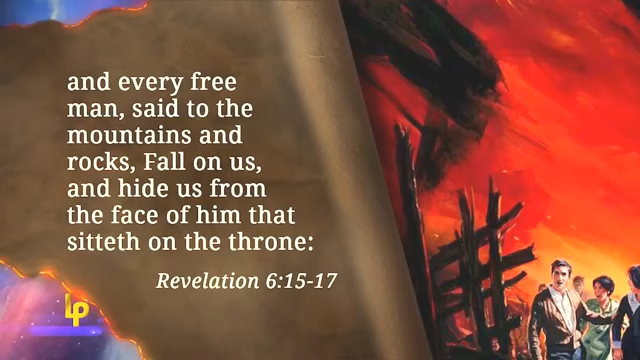 and every free
man, said to the
mountains and
rocks, Fall on us,
and hide us from
the face of him that
sitteth on the throne:
Revelation 6:15-17
LP